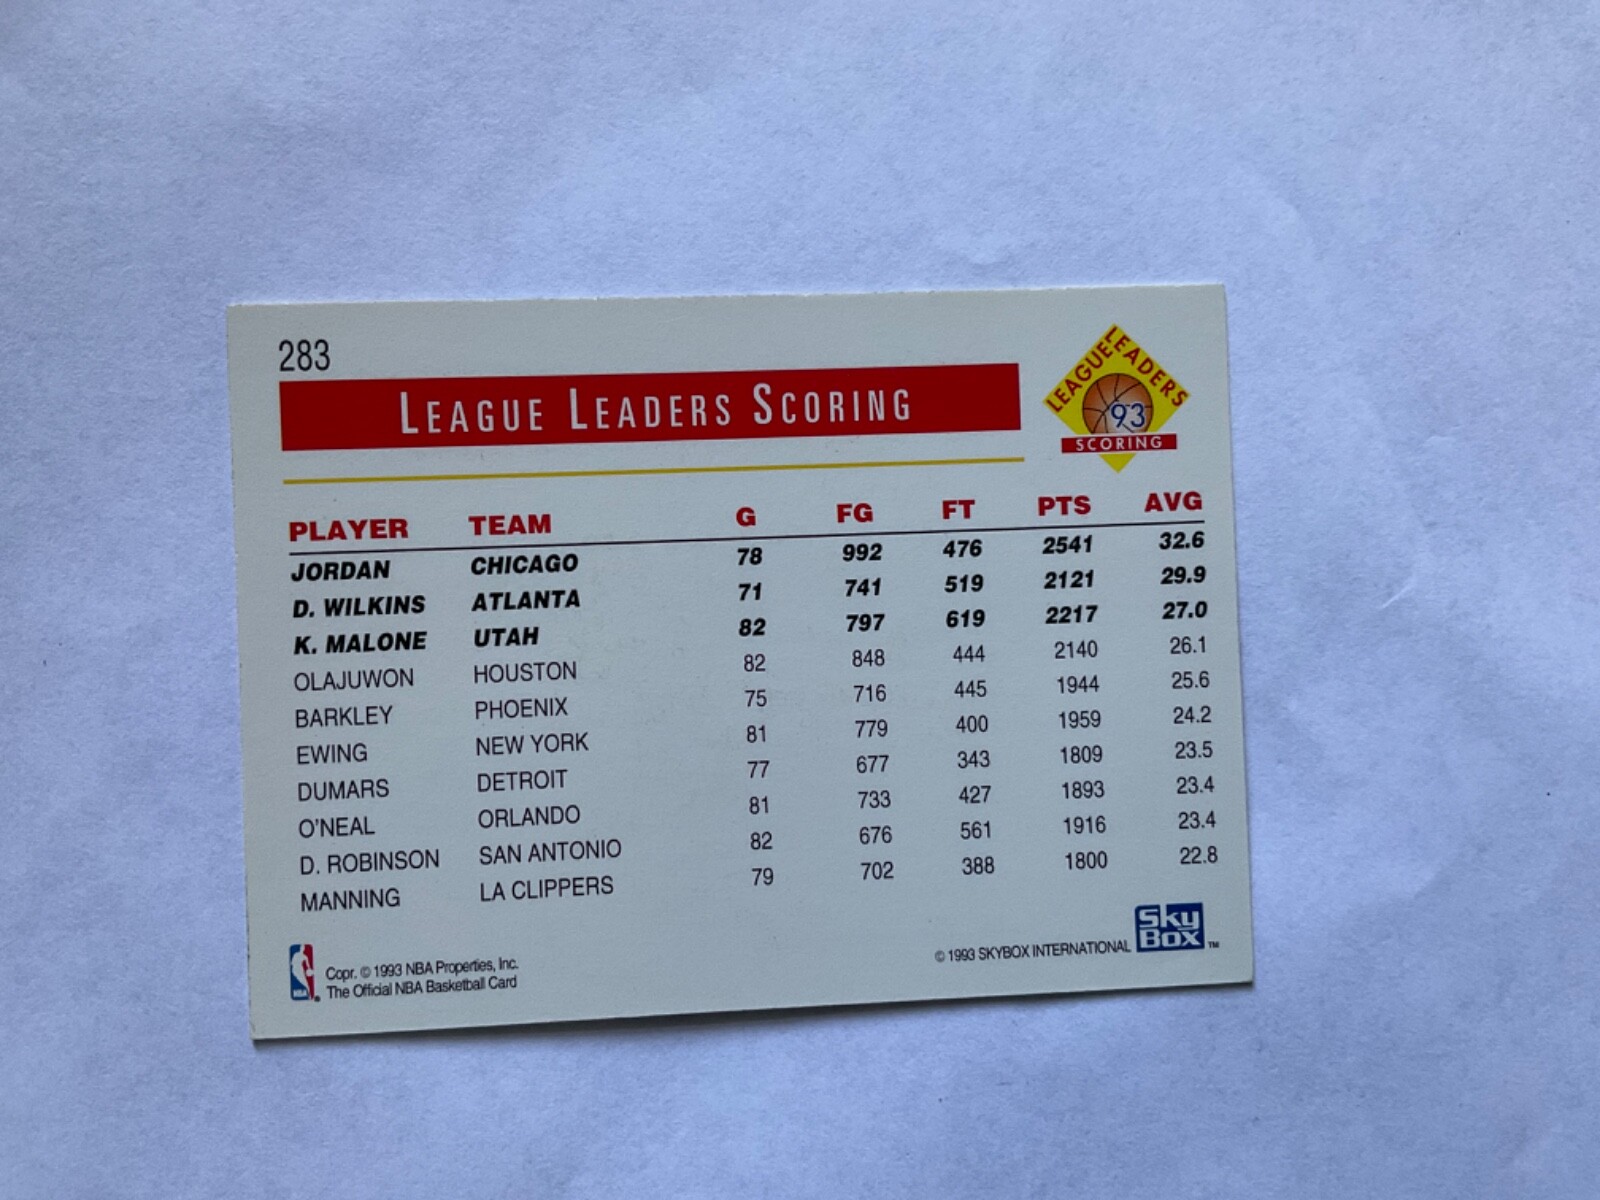 283
LEAGUE LEADERS SCORING
LEAGUE LEADERS
93
SCORING
PLAYER TEAM G FG FT PTS AVG
JORDAN CHICAGO 78 992 476 2541 32.6
D. WILKINS ATLANTA 71 741 519 2121 29.9
K. MALONE UTAH 82 797 619 2217 27.0
OLAJUWON HOUSTON 82 848 444 2140 26.1
BARKLEY PHOENIX 75 716 445 1944 25.6
EWING NEW YORK 81 779 400 1959 24.2
DUMARS DETROIT 77 677 343 1809 23.5
O'NEAL ORLANDO 81 733 427 1893 23.4
D. ROBINSON SAN ANTONIO 82 676 561 1916 23.4
MANNING LA CLIPPERS 79 702 388 1800 22.8
NBA ®
Copr. © 1993 NBA Properties, Inc.
The Official NBA Basketball Card
© 1993 SKYBOX INTERNATIONAL
SkyBox ™